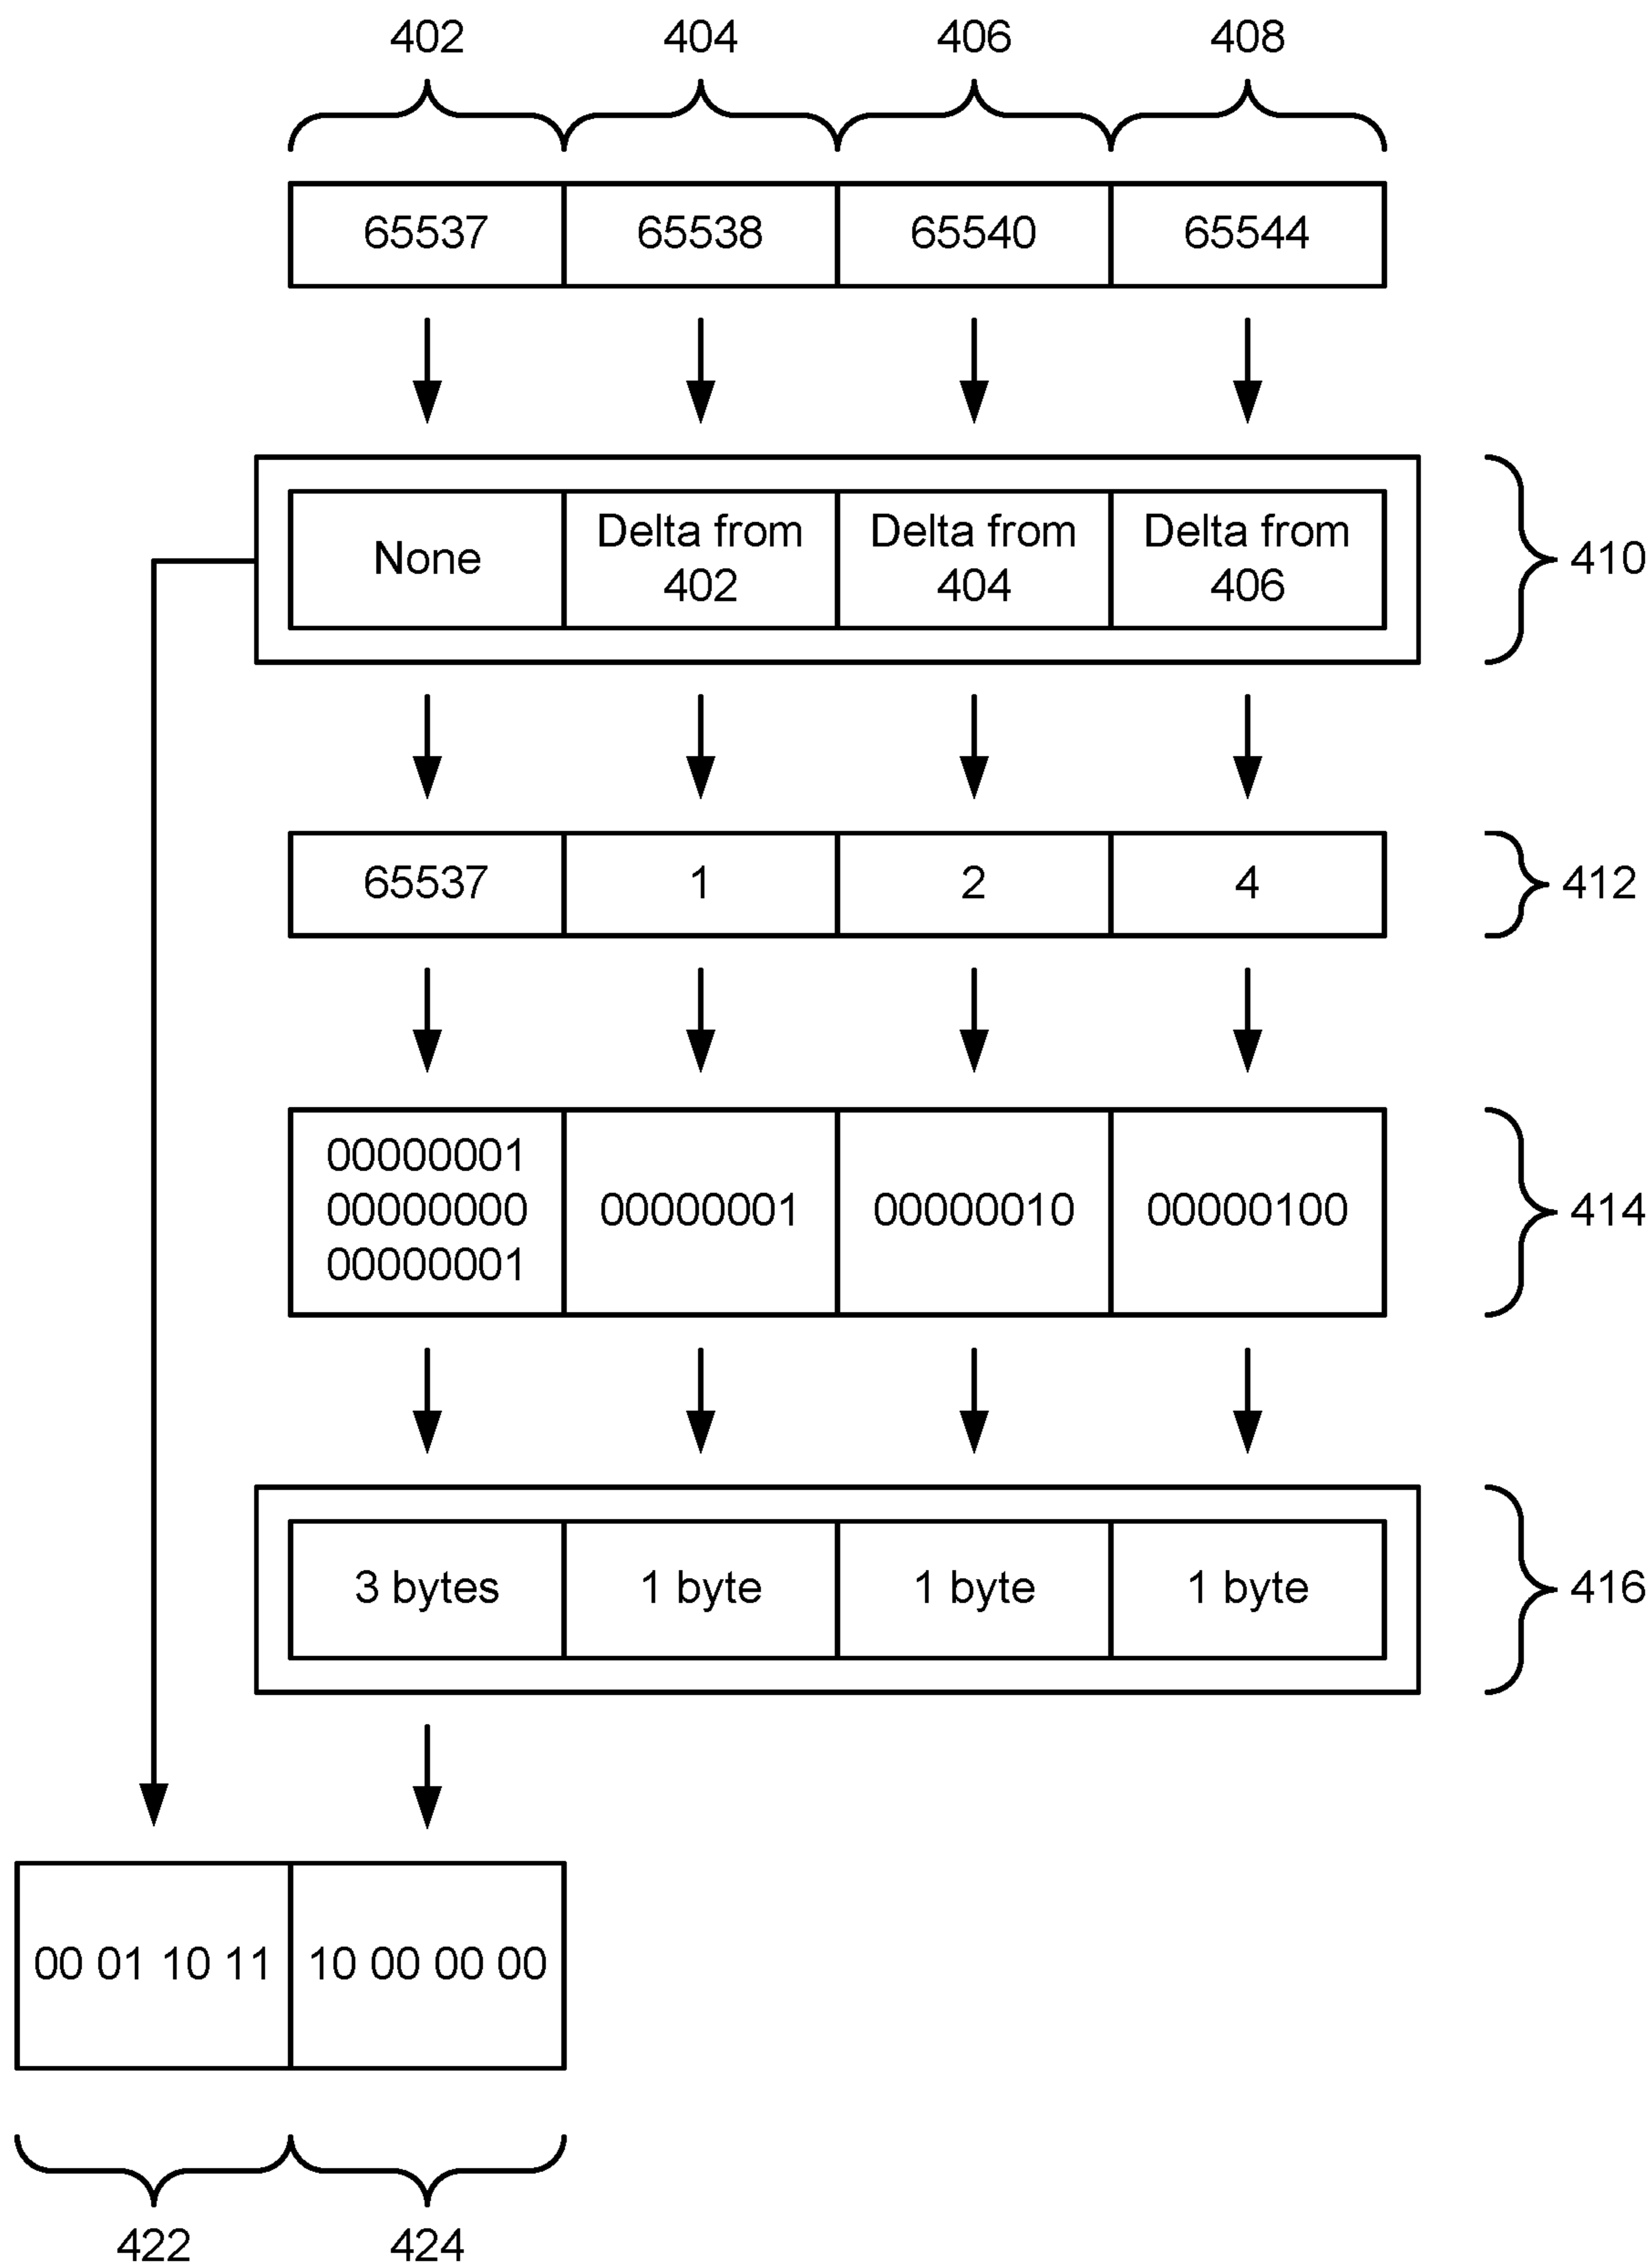 402 404 406 408
65537 65538 65540 65544
None Delta from 402 Delta from 404 Delta from 406 410
65537 1 2 4 412
00000001
00000000 00000001 00000010 00000100 414
00000001
3 bytes 1 byte 1 byte 1 byte 416
00 01 10 11 10 00 00 00
422 424